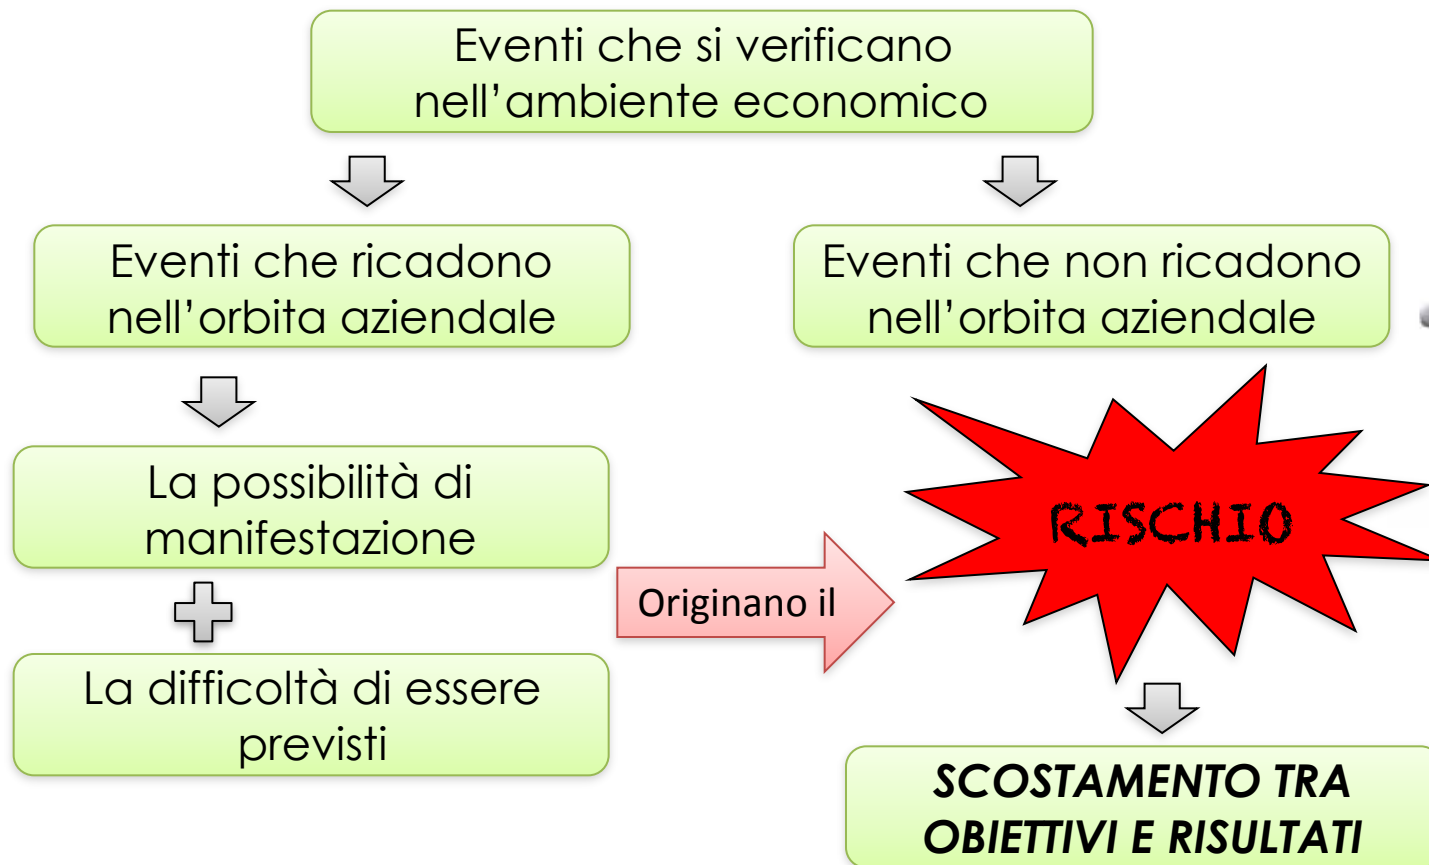 Eventi che si verificano
nell’ambiente economico
Eventi che ricadono
nell’orbita aziendale
Eventi che non ricadono
nell’orbita aziendale
La possibilità di
manifestazione
Originano il
RISCHIO
La difficoltà di essere
previsti
SCOSTAMENTO TRA
OBIETTIVI E RISULTATI